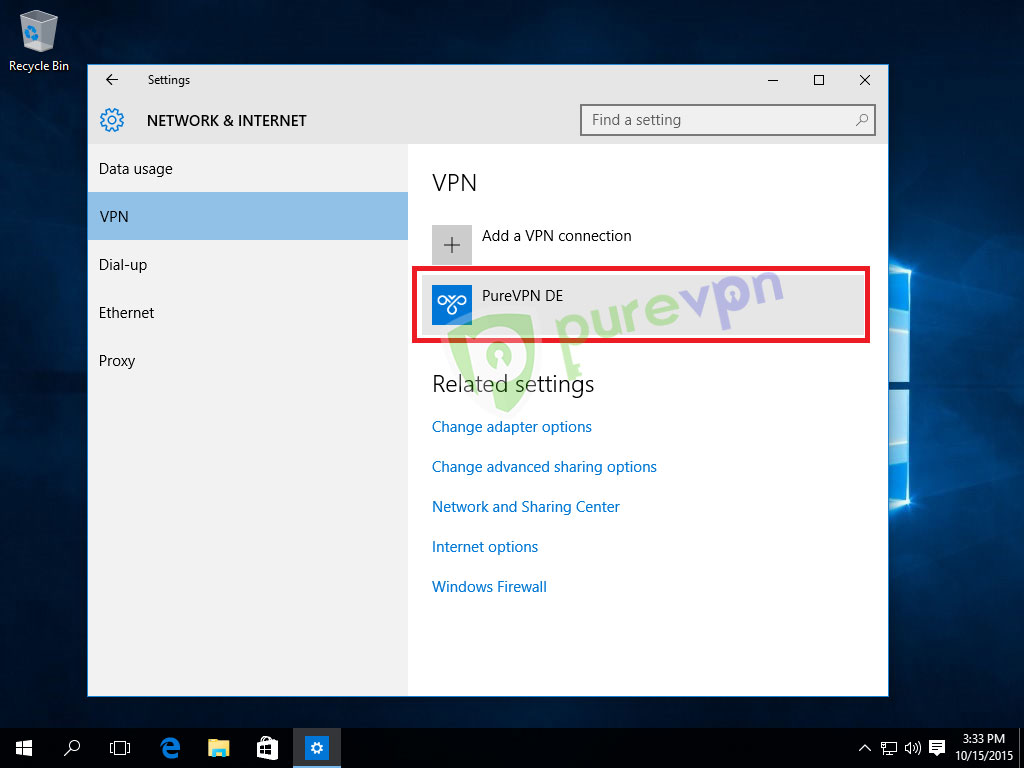 Recycle Bin
Settings
NETWORK & INTERNET
Find a setting
Data usage
VPN
Dial-up
Ethernet
Proxy
VPN
Add a VPN connection
PureVPN DE
purevpn
Related settings
Change adapter options
Change advanced sharing options
Network and Sharing Center
Internet options
Windows Firewall
3:33 PM
10/15/2015